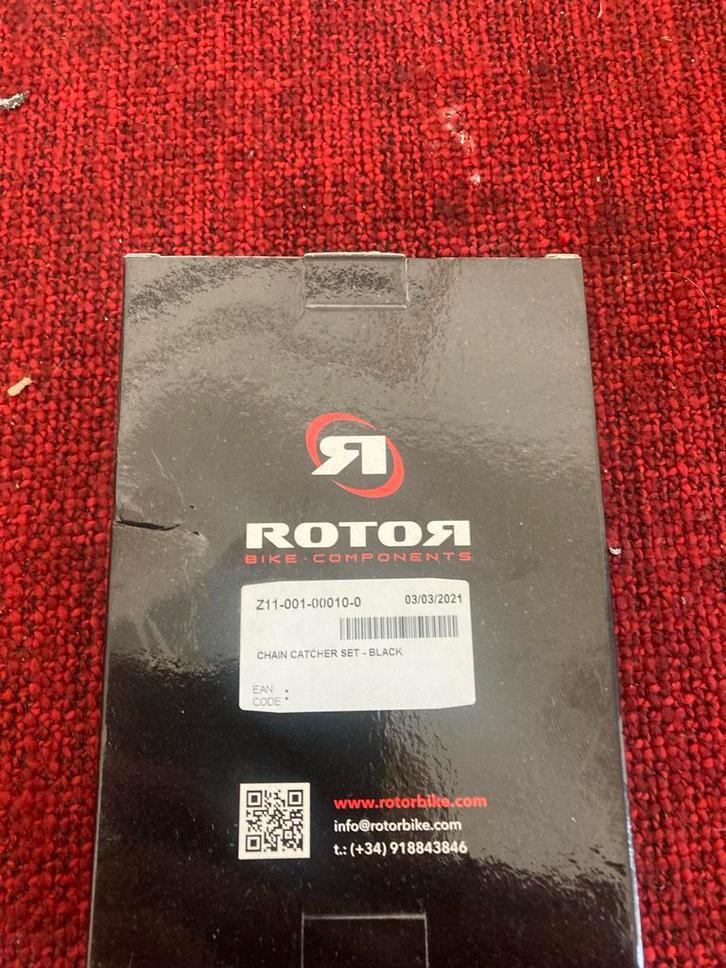 ROTOR
BIKE · COMPONENTS
Z11-001-00010-0 03/03/2021
CHAIN CATCHER SET - BLACK
EAN :
CODE :
www.rotorbike.com
info@rotorbike.com
t.: (+34) 918843846